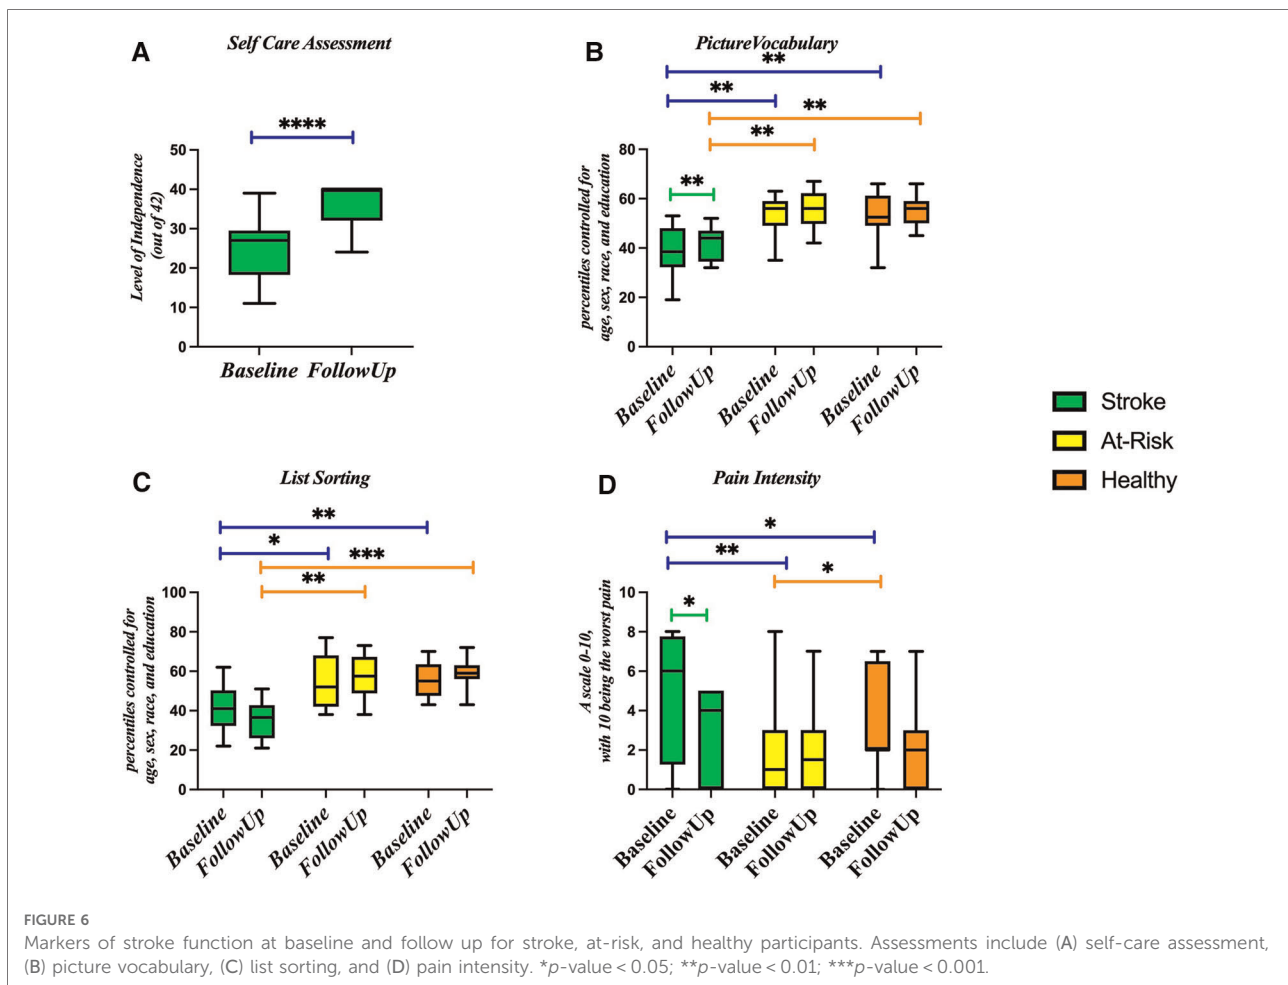 A
Self Care Assessment
****
Level of Independence
(out of 42)
50
40
30
20
10
0
Baseline FollowUp
B
PictureVocabulary
**
**
**
**
**
percentiles controlled for
age, sex, race, and education
80
60
40
20
0
Baseline
FollowUp
Baseline
FollowUp
Baseline
FollowUp
Stroke
At-Risk
Healthy
C
List Sorting
**
*
***
**
percentiles controlled for
age, sex, race, and education
100
80
60
40
20
0
Baseline
FollowUp
Baseline
FollowUp
Baseline
FollowUp
D
Pain Intensity
*
**
*
*
A scale 0-10,
with 10 being the worst pain
10
8
6
4
2
0
Baseline
FollowUp
Baseline
FollowUp
Baseline
FollowUp
FIGURE 6
Markers of stroke function at baseline and follow up for stroke, at-risk, and healthy participants. Assessments include (A) self-care assessment,
(B) picture vocabulary, (C) list sorting, and (D) pain intensity. *p-value < 0.05; **p-value < 0.01; ***p-value < 0.001.